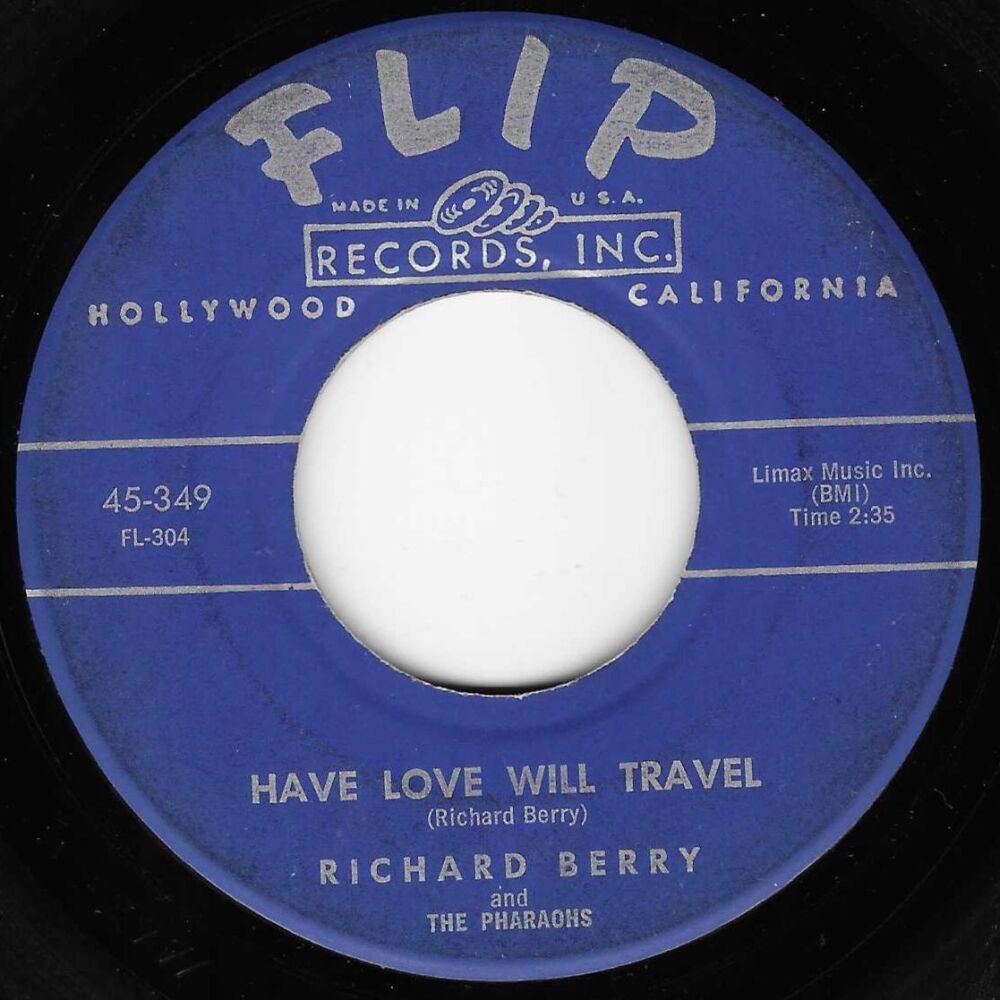 FLIP
MADE IN U S.A.
RECORDS, INC.
HOLLYWOOD CALIFORNIA
45-349
FL-304
Limax Music Inc.
(BMI)
Time 2:35
HAVE LOVE WILL TRAVEL
(Richard Berry)
RICHARD BERRY
and
THE PHARAOHS